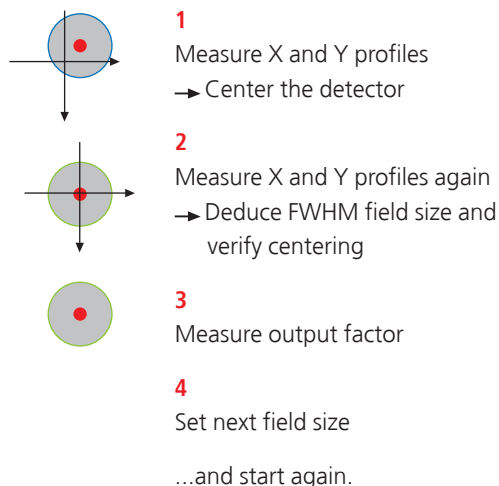 1
Measure X and Y profiles
→ Center the detector
2
Measure X and Y profiles again
→ Deduce FWHM field size and
verify centering
3
Measure output factor
4
Set next field size
...and start again.